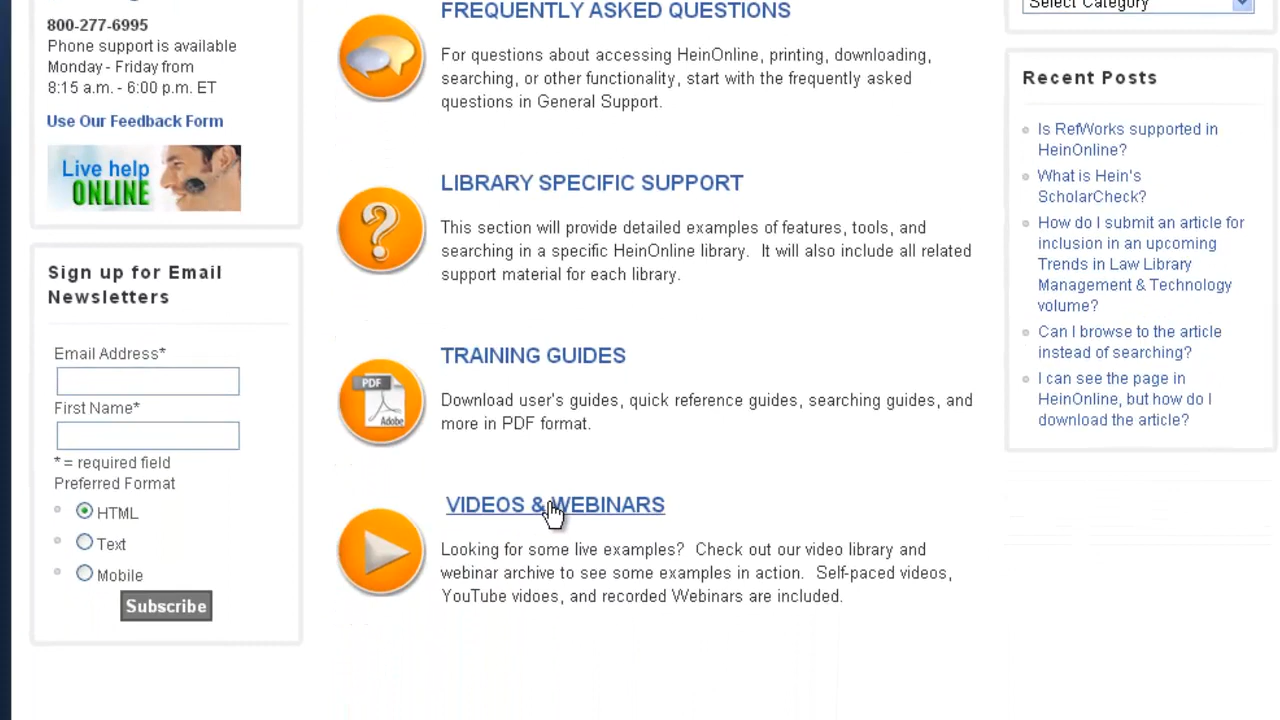 800-277-6995
Phone support is available
Monday - Friday from
8:15 a.m. - 6:00 p.m. ET
Use Our Feedback Form
Live help
ONLINE
Sign up for Email
Newsletters
Email Address*
First Name*
* = required field
Preferred Format
HTML
Text
Mobile
Subscribe
FREQUENTLY ASKED QUESTIONS
For questions about accessing HeinOnline, printing, downloading,
searching, or other functionality, start with the frequently asked
questions in General Support.
LIBRARY SPECIFIC SUPPORT
This section will provide detailed examples of features, tools, and
searching in a specific HeinOnline library. It will also include all related
support material for each library.
PDF
Adobe
TRAINING GUIDES
Download user's guides, quick reference guides, searching guides, and
more in PDF format.
VIDEOS & WEBINARS
Looking for some live examples? Check out our video library and
webinar archive to see some examples in action. Self-paced videos,
YouTube vidoes, and recorded Webinars are included.
Select Category
Recent Posts
Is RefWorks supported in
HeinOnline?
What is Hein's
ScholarCheck?
How do I submit an article for
inclusion in an upcoming
Trends in Law Library
Management & Technology
volume?
Can I browse to the article
instead of searching?
I can see the page in
HeinOnline, but how do I
download the article?